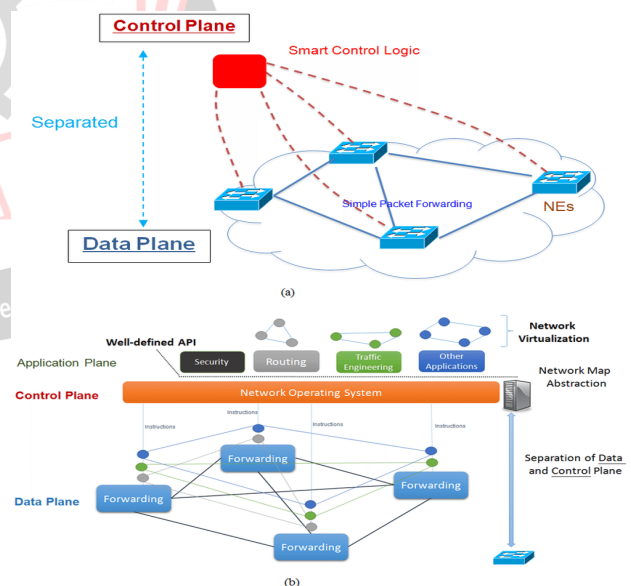 Control Plane
Smart Control Logic
Separated
Simple Packet Forwarding
NEs
Data Plane
(a)
Well-defined API
Network
Virtualization
Application Plane
Security
Routing
Traffic
Engineering
Other
Applications
Network Map
Abstraction
Control Plane
Network Operating System
Instructions
Instructions
Instructions
Instructions
Forwarding
Separation of Data
and Control Plane
Data Plane
Forwarding
Forwarding
Forwarding
(b)